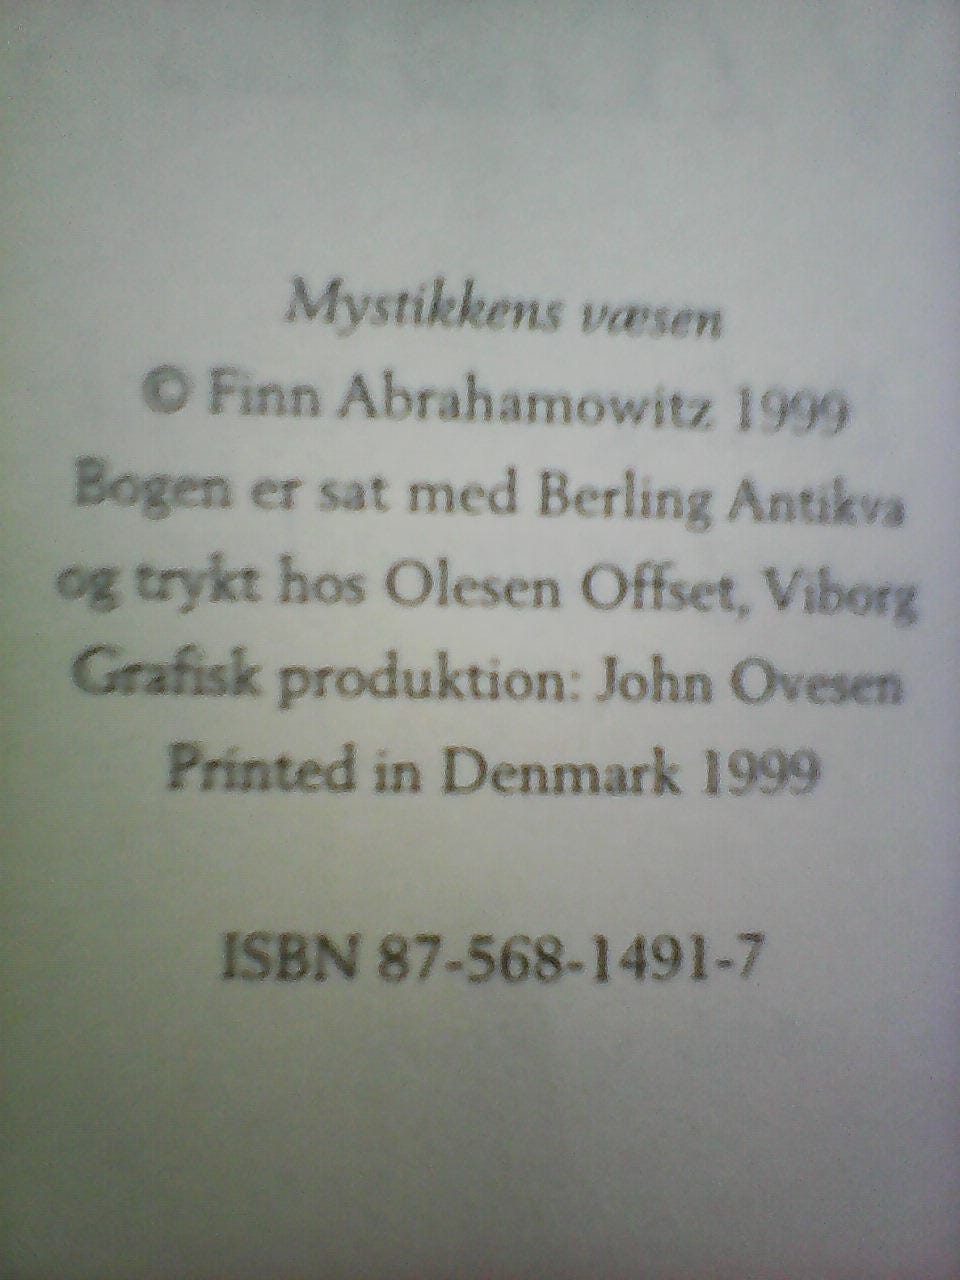 Mystikkens væsen
© Finn Abrahamowitz 1999
Bogen er sat med Berling Antikva
og trykt hos Olesen Offset, Viborg
Grafisk produktion: John Ovesen
Printed in Denmark 1999
ISBN 87-568-1491-7